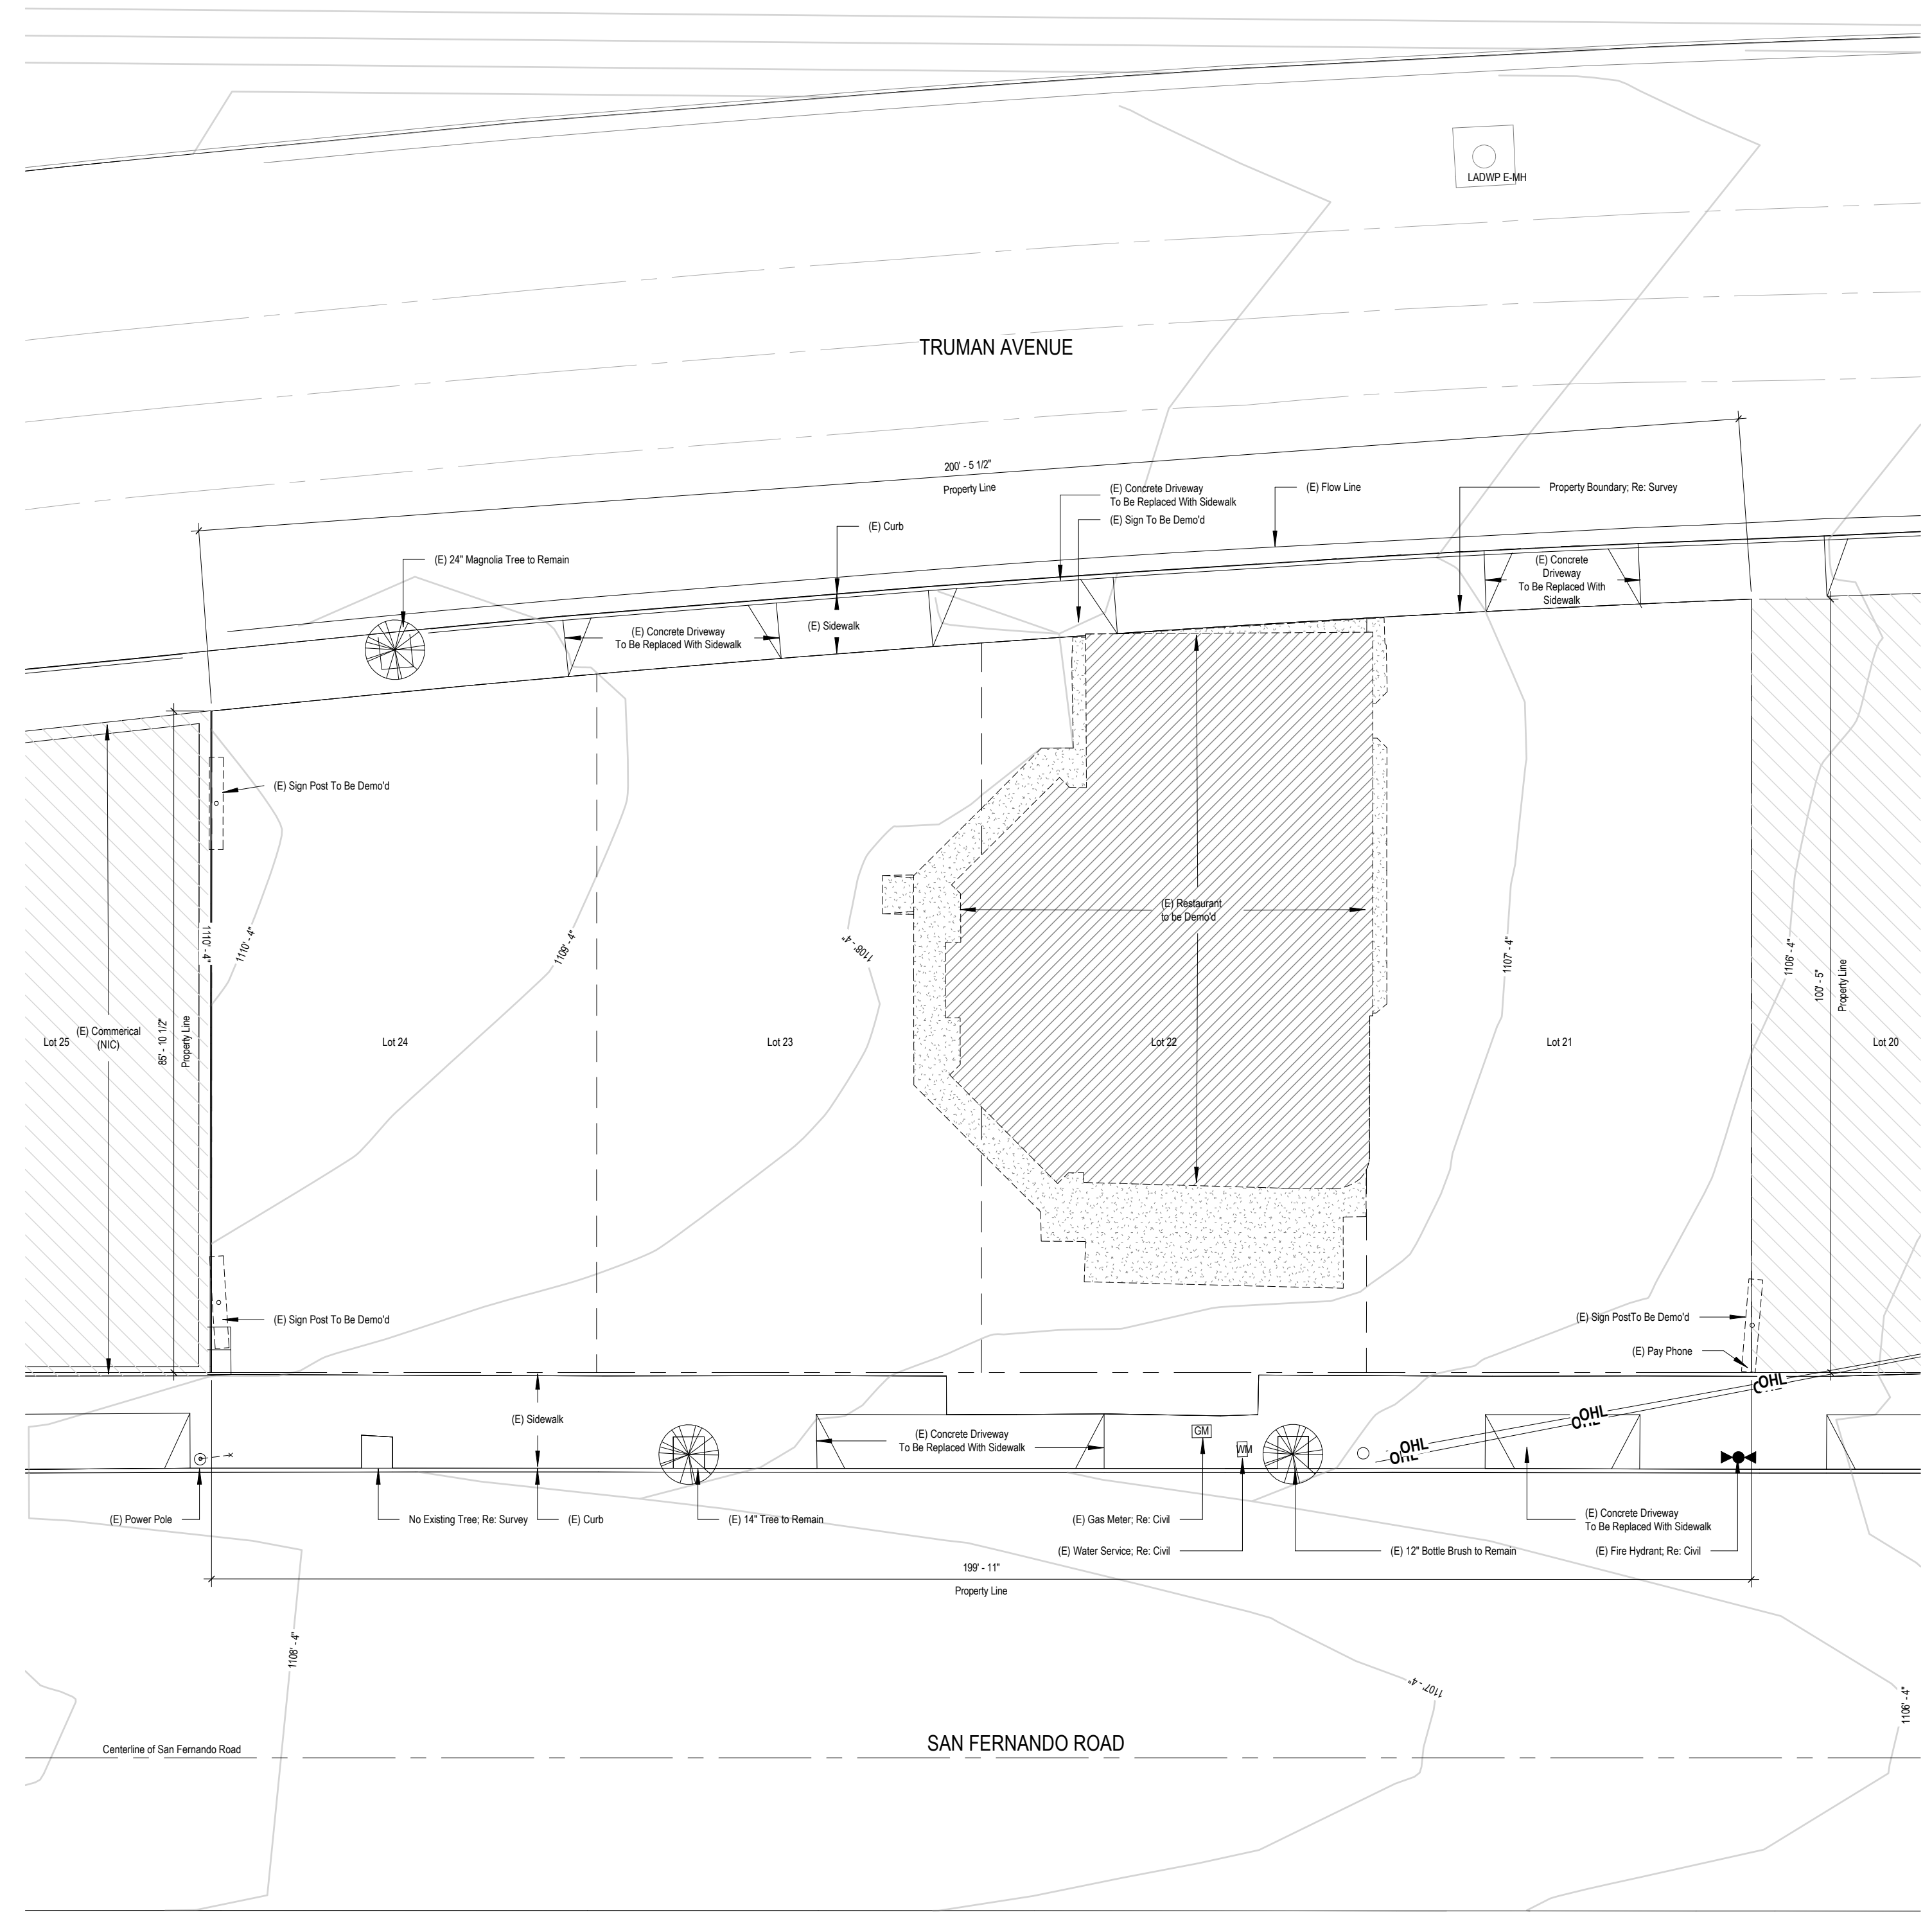 LADWP E-MH
TRUMAN AVENUE
200' - 5 1/2"
Property Line
(E) Concrete Driveway
To Be Replaced With Sidewalk
(E) Flow Line
Property Boundary; Re: Survey
(E) Sign To Be Demo'd
(E) Curb
(E) 24" Magnolia Tree to Remain
(E) Concrete
Driveway
To Be Replaced With
Sidewalk
(E) Concrete Driveway
To Be Replaced With Sidewalk
(E) Sidewalk
(E) Sign Post To Be Demo'd
(E) Restaurant
to be Demo'd
1110' - 4"
1110' - 4"
1109' - 4"
1108' - 4"
1107' - 4"
1106' - 4"
100' - 5"
Property Line
Lot 25
(E) Commerical
(NIC)
85' - 10 1/2"
Property Line
Lot 24
Lot 23
Lot 22
Lot 21
Lot 20
(E) Sign Post To Be Demo'd
(E) Sign PostTo Be Demo'd
(E) Pay Phone
OHL
OHL
OHL
OHL
OHL
(E) Sidewalk
(E) Concrete Driveway
To Be Replaced With Sidewalk
GM
WM
(E) Power Pole
No Existing Tree; Re: Survey
(E) Curb
(E) 14" Tree to Remain
(E) Gas Meter; Re: Civil
(E) Concrete Driveway
To Be Replaced With Sidewalk
(E) Water Service; Re: Civil
(E) 12" Bottle Brush to Remain
(E) Fire Hydrant; Re: Civil
199' - 11"
Property Line
1108' - 4"
1107' - 4"
1106' - 4"
Centerline of San Fernando Road
SAN FERNANDO ROAD